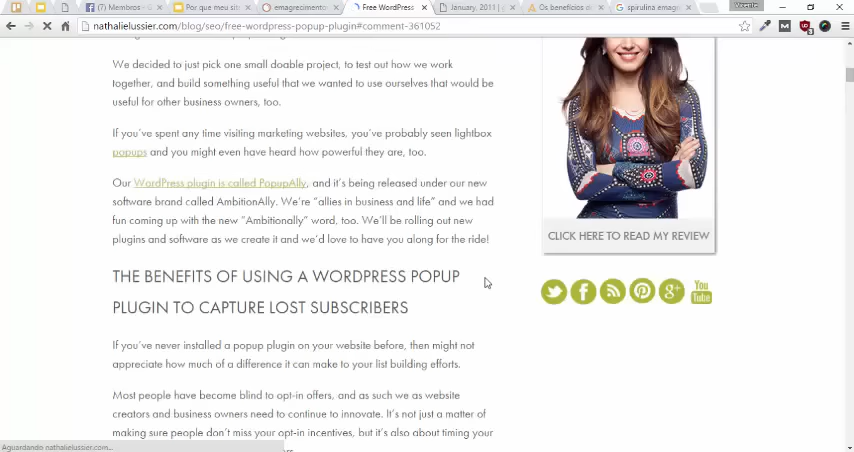 Membros -
Por que meu sit
emagrecimento
Free WordPress
January, 2011 |
Os benefícios d
spirulina emag
Vicente
nathalielussier.com/blog/seo/free-wordpress-popup-plugin#comment-361052
We decided to just pick one small doable project, to test out how we work
together, and build something useful that we wanted to use ourselves that would be
useful for other business owners, too.
If you've spent any time visiting marketing websites, you've probably seen lightbox
popups and you might even have heard how powerful they are, too.
Our WordPress plugin is called PopupAlly, and it's being released under our new
software brand called AmbitionAlly. We're "allies in business and life" and we had
fun coming up with the new "Ambitionally" word, too. We'll be rolling out new
plugins and software as we create it and we'd love to have you along for the ride!
CLICK HERE TO READ MY REVIEW
THE BENEFITS OF USING A WORDPRESS POPUP
PLUGIN TO CAPTURE LOST SUBSCRIBERS
You
Tube
If you've never installed a popup plugin on your website before, then might not
appreciate how much of a difference it can make to your list building efforts.
Most people have become blind to opt-in offers, and as such we as website
creators and business owners need to continue to innovate. It's not just a matter of
making sure people don't miss your opt-in incentives, but it's also about timing your
Aguardando nathalielussier.com...